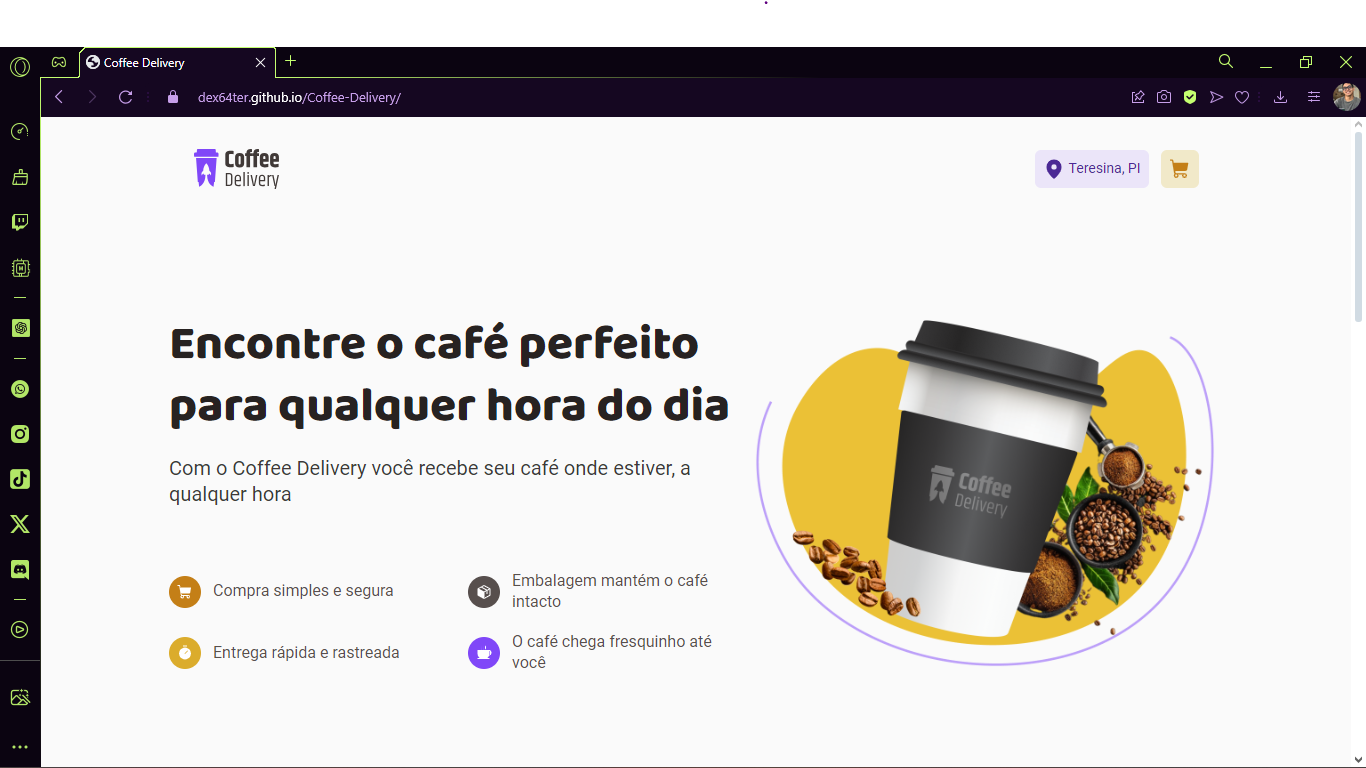 Coffee Delivery
dex64ter.github.io/Coffee-Delivery/
Coffee
Delivery
Teresina, PI
Encontre o café perfeito
para qualquer hora do dia
Com o Coffee Delivery você recebe seu café onde estiver, a
qualquer hora
Coffee
Delivery
Compra simples e segura
Embalagem mantém o café
intacto
Entrega rápida e rastreada
O café chega fresquinho até
você